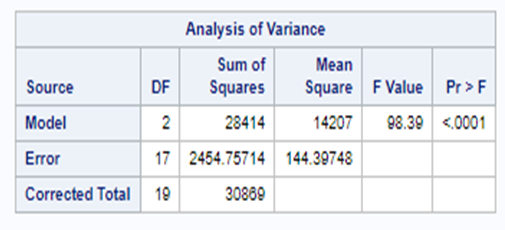 Analysis of Variance
Source DF Sum of Squares Mean Square F Value Pr > F
Model 2 28414 14207 98.39 <.0001
Error 17 2454.75714 144.39748
Corrected Total 19 30869